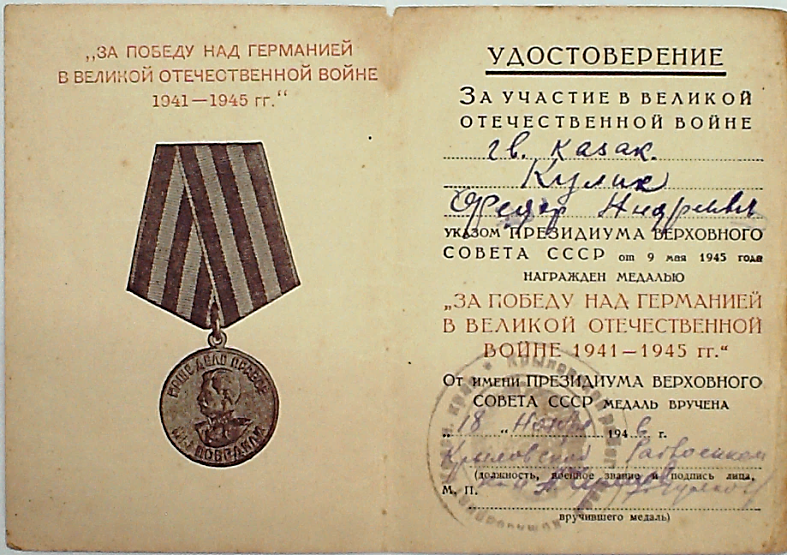 „ЗА ПОБЕДУ НАД ГЕРМАНИЕЙ
В ВЕЛИКОЙ ОТЕЧЕСТВЕННОЙ ВОЙНЕ
1941—1945 гг.“
НАШЕ ДЕЛО ПРАВОЕ
МЫ ПОБЕДИЛИ
УДОСТОВЕРЕНИЕ
ЗА УЧАСТИЕ В ВЕЛИКОЙ
ОТЕЧЕСТВЕННОЙ ВОЙНЕ
гв. казак.
Кулик
Федор Андреевич
УКАЗОМ ПРЕЗИДИУМА ВЕРХОВНОГО
СОВЕТА СССР от 9 мая 1945 года
НАГРАЖДЕН МЕДАЛЬЮ
„ЗА ПОБЕДУ НАД ГЕРМАНИЕЙ
В ВЕЛИКОЙ ОТЕЧЕСТВЕННОЙ
ВОЙНЕ 1941—1945 гг.“
ОТ ИМЕНИ ПРЕЗИДИУМА ВЕРХОВНОГО
СОВЕТА СССР МЕДАЛЬ ВРУЧЕНА
„18“ Ноября 1946 г.
Крыловский Райвоенком
(должность, военное звание и подпись лица,
М. П.
вручившего медаль)